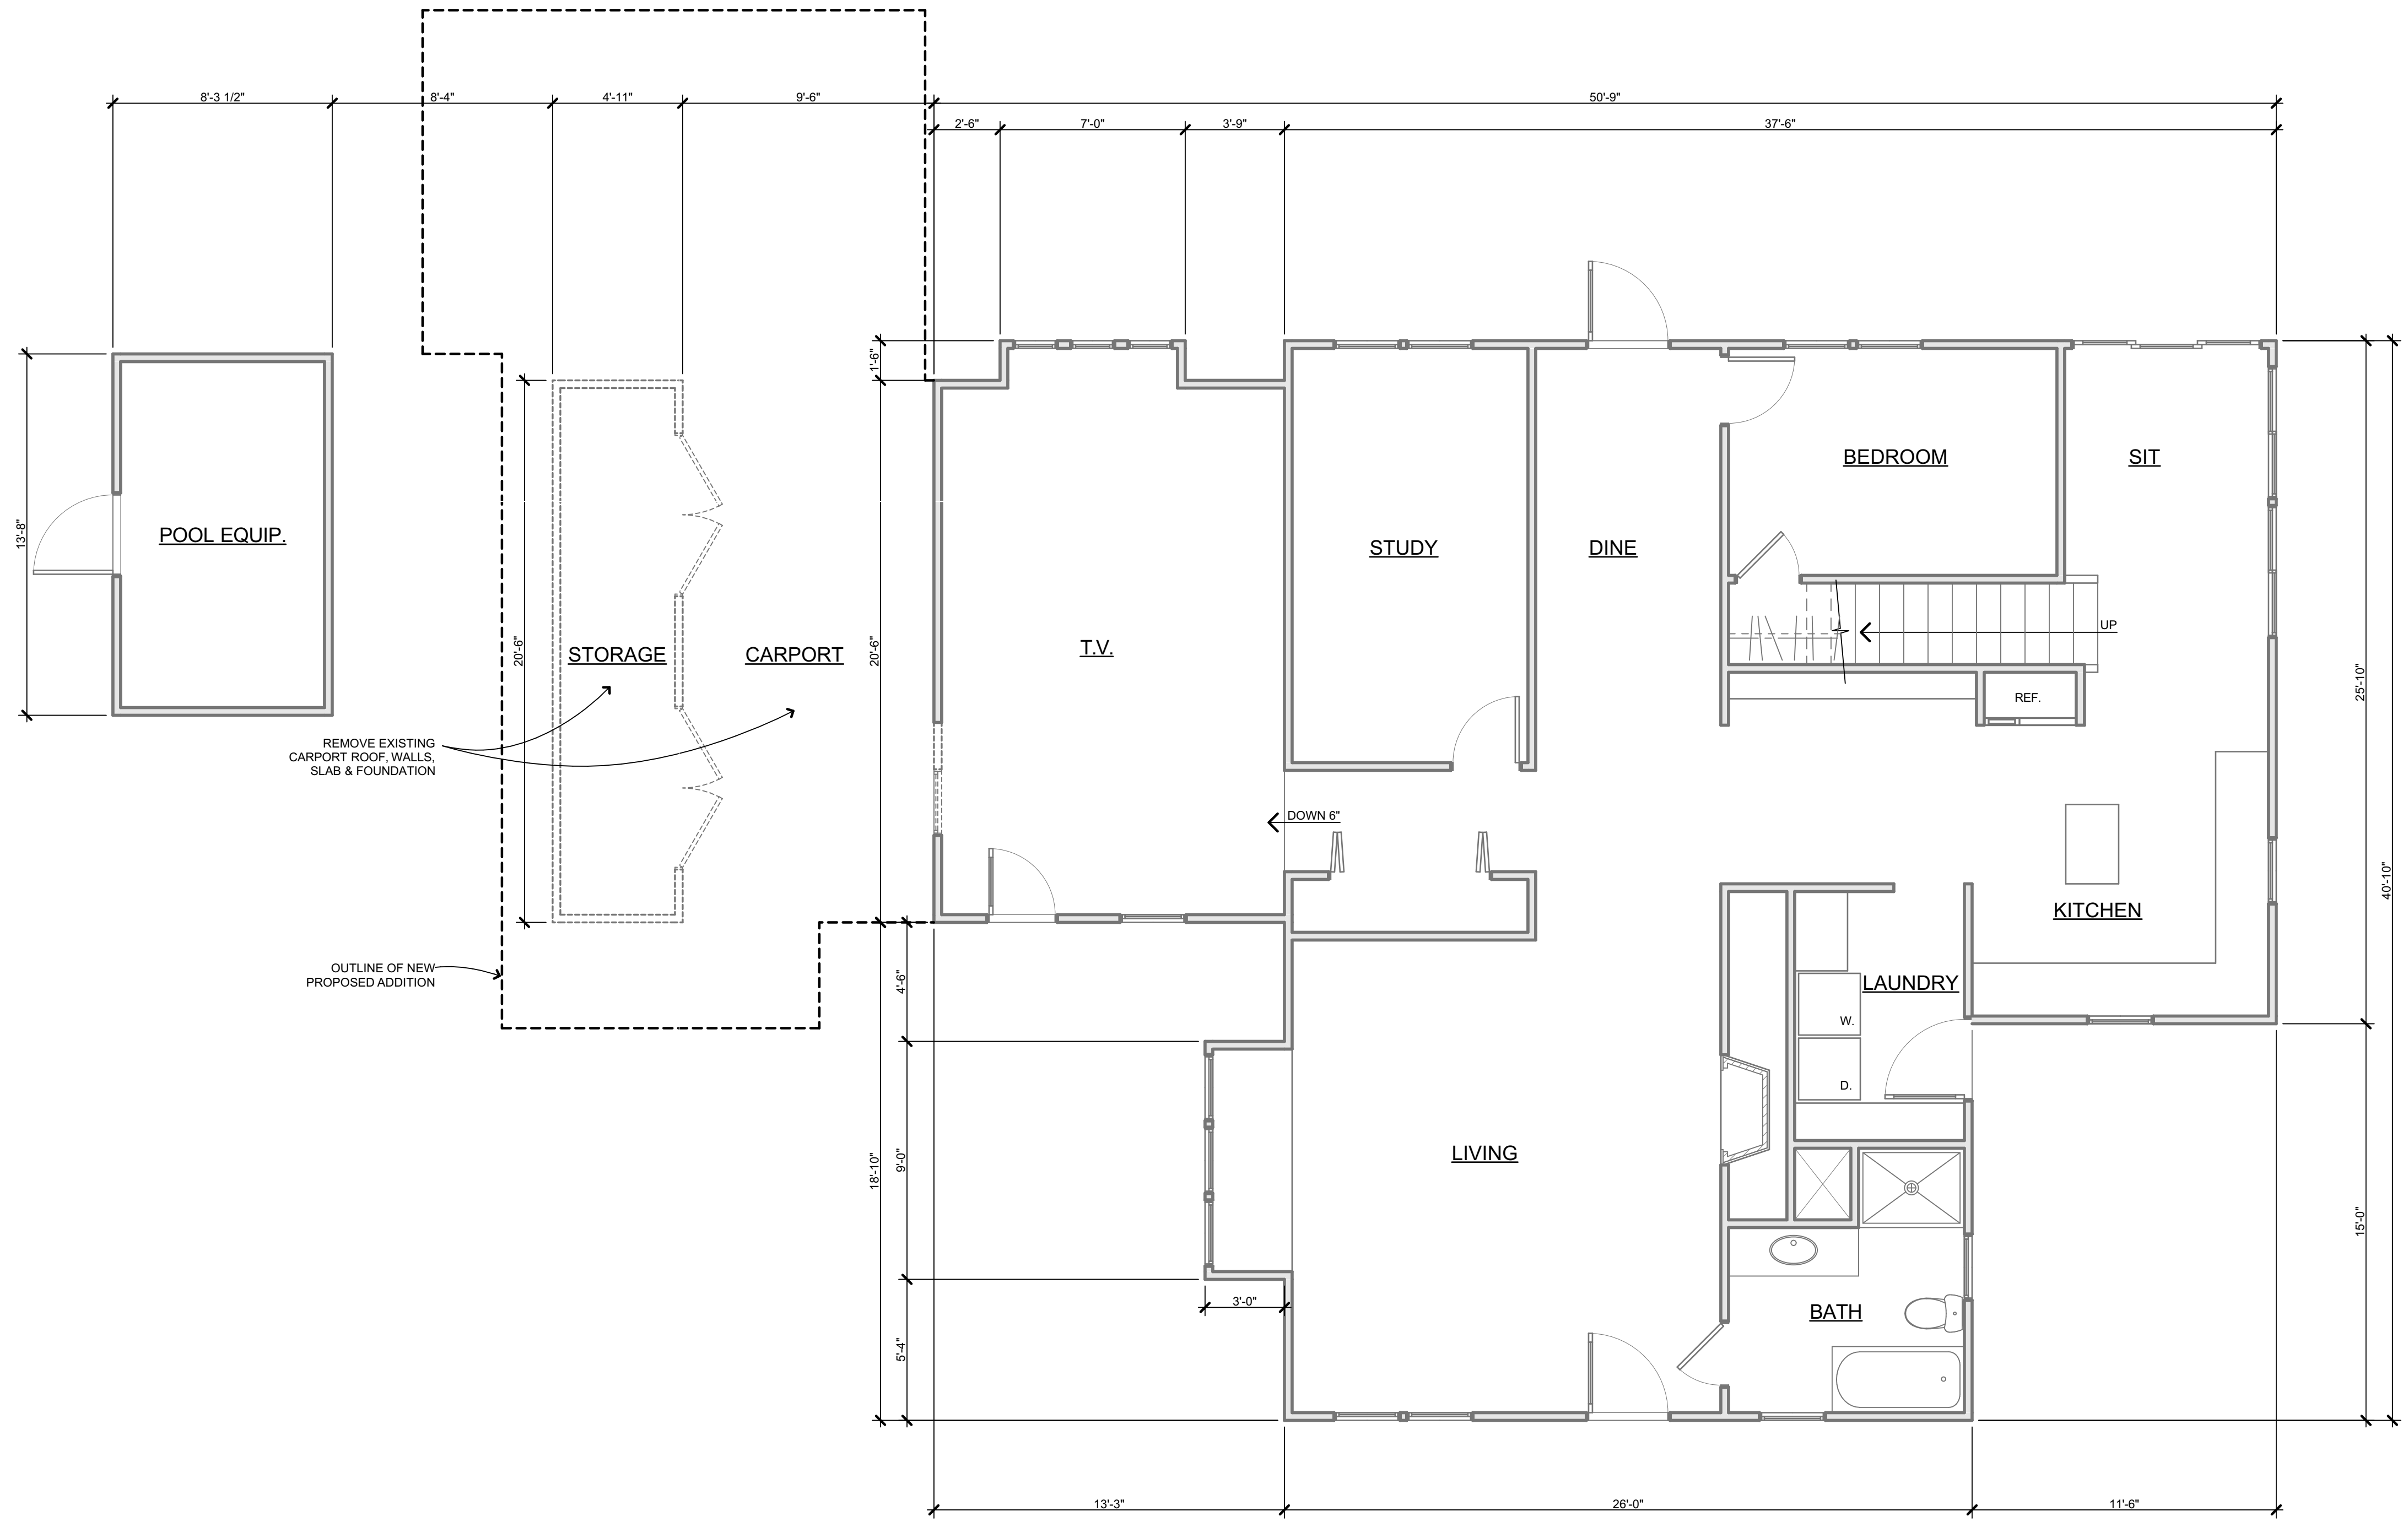 8'-3 1/2"
8'-4"
4'-11"
9'-6"
50'-9"
2'-6"
7'-0"
3'-9"
37'-6"
1'-6"
13'-8"
POOL EQUIP.
20'-6"
STORAGE
CARPORT
20'-6"
T.V.
STUDY
DINE
BEDROOM
SIT
UP
REF.
25'-10"
REMOVE EXISTING
CARPORT ROOF, WALLS,
SLAB & FOUNDATION
DOWN 6"
40'-10"
KITCHEN
OUTLINE OF NEW
PROPOSED ADDITION
4'-6"
LAUNDRY
W.
D.
18'-10"
9'-0"
LIVING
15'-0"
3'-0"
5'-4"
BATH
13'-3"
26'-0"
11'-6"